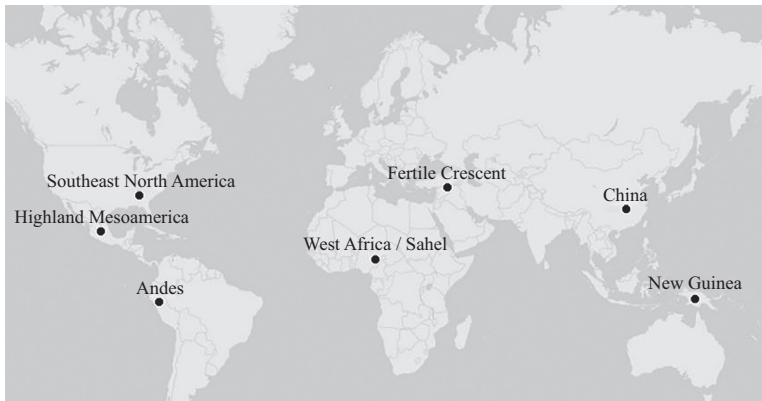 Fertile Crescent
Southeast North America
China
Highland Mesoamerica
West Africa / Sahel
Andes
New Guinea